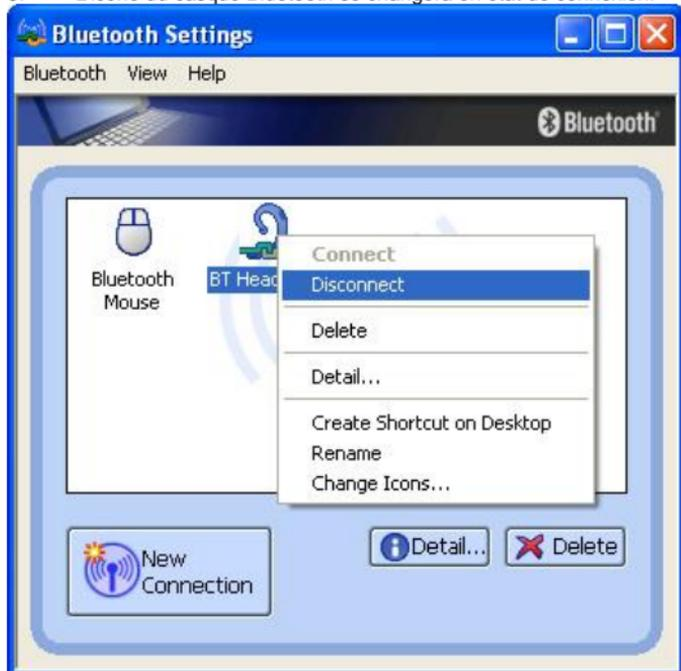 Bluetooth Settings
Bluetooth View Help
Bluetooth
Bluetooth
Mouse
BT Head
Connect
Disconnect
Delete
Detail...
Create Shortcut on Desktop
Rename
Change Icons...
New
Connection
Detail...
Delete